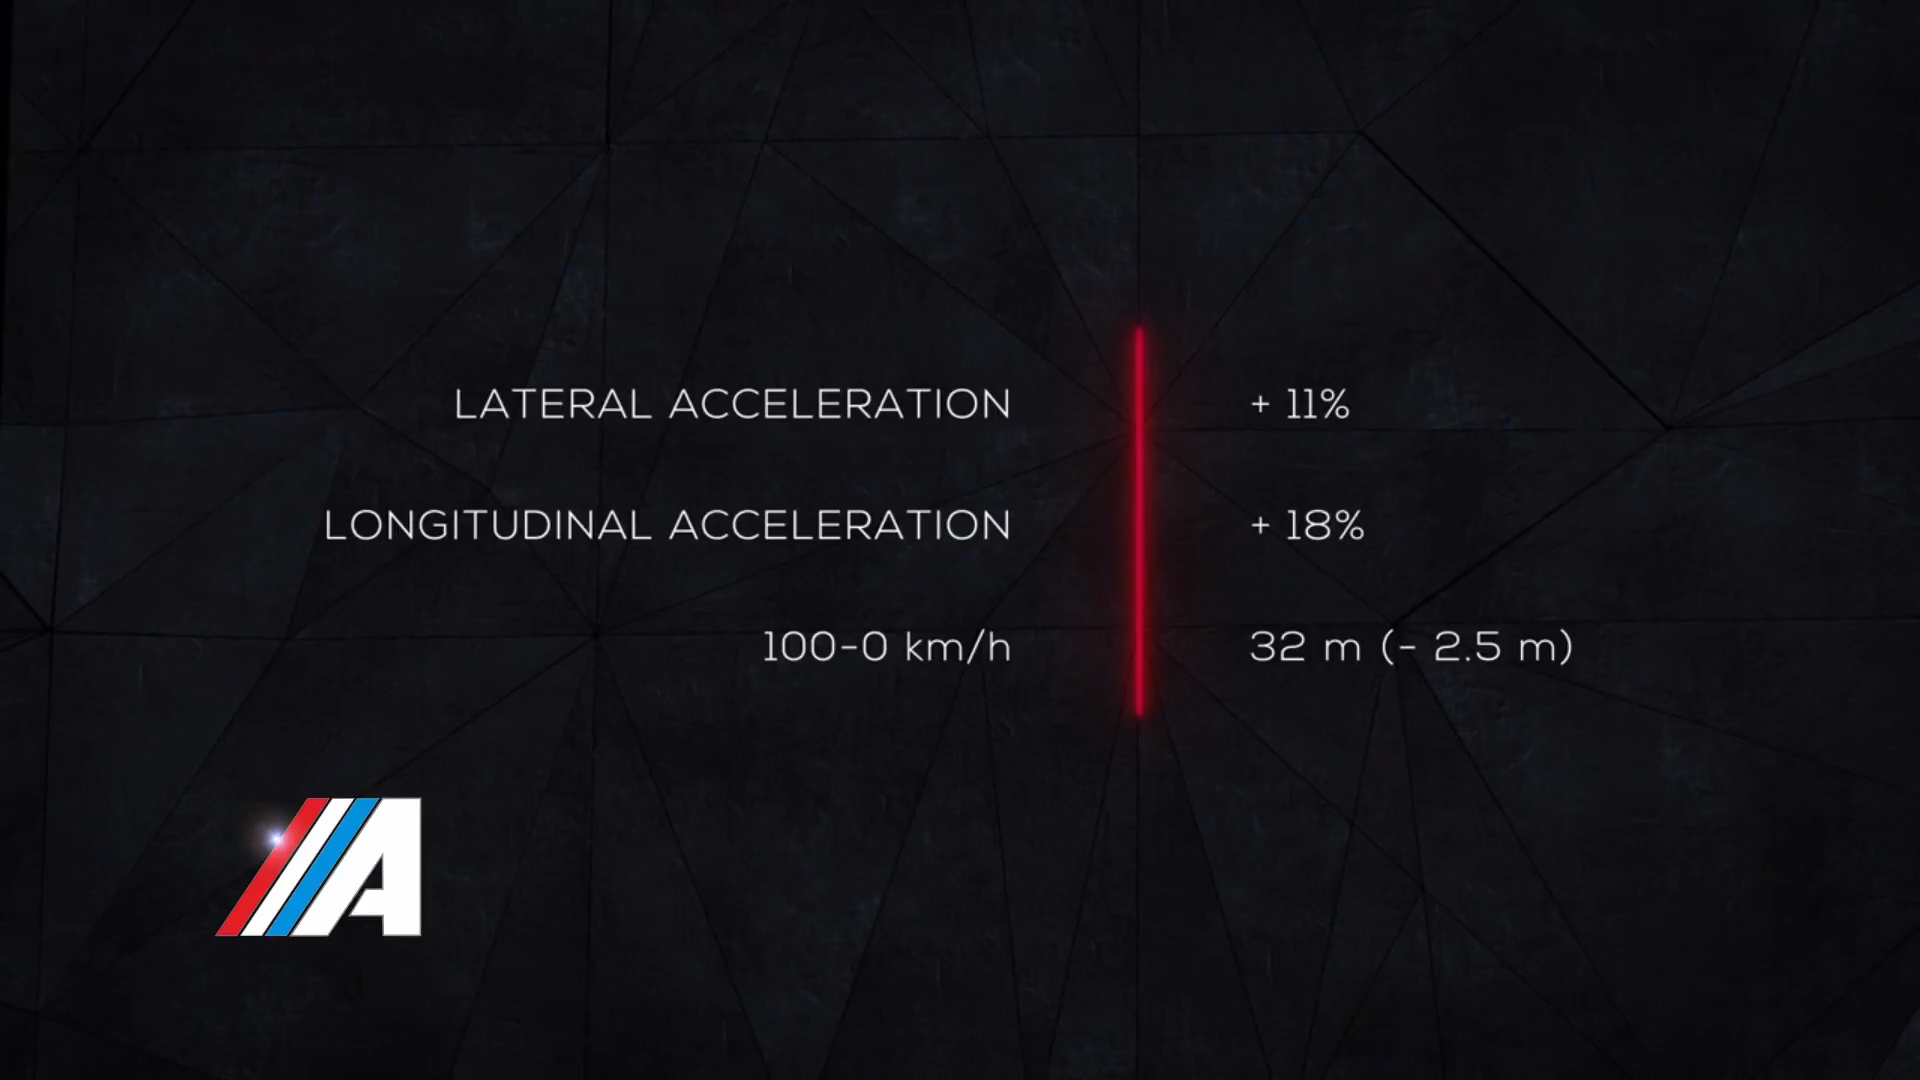 LATERAL ACCELERATION + 11%
LONGITUDINAL ACCELERATION + 18%
100-0 km/h 32 m (- 2.5 m)
A